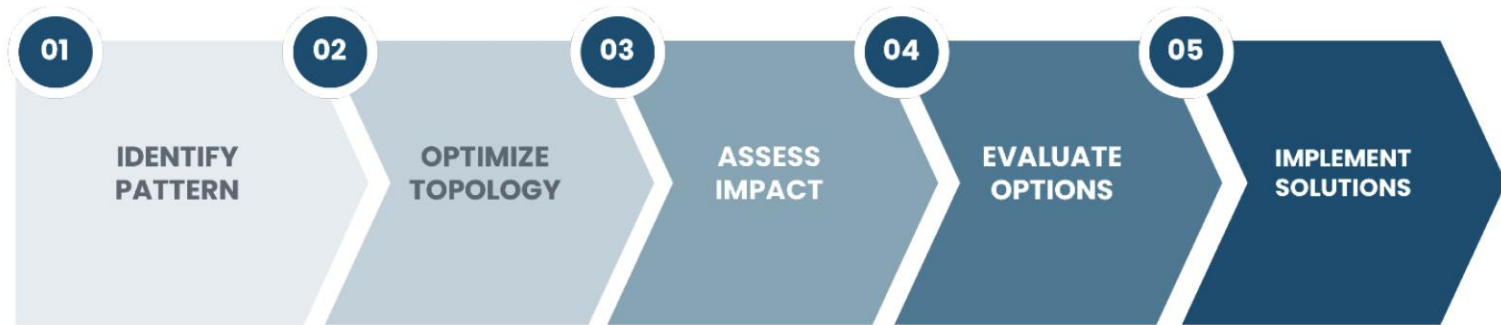 01
IDENTIFY
PATTERN
02
OPTIMIZE
TOPOLOGY
03
ASSESS
IMPACT
04
EVALUATE
OPTIONS
05
IMPLEMENT
SOLUTIONS